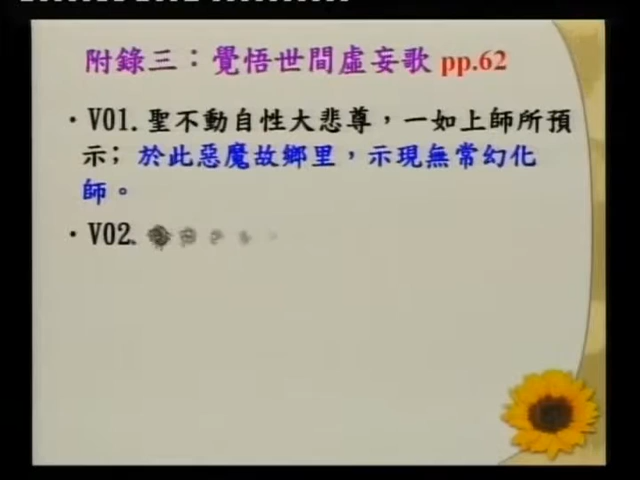 附錄三：覺悟世間虛妄歌 pp.62
· V01. 聖不動自性大悲尊，一如上師所預
示；於此惡魔故鄉里，示現無常幻化
師。
· V02.